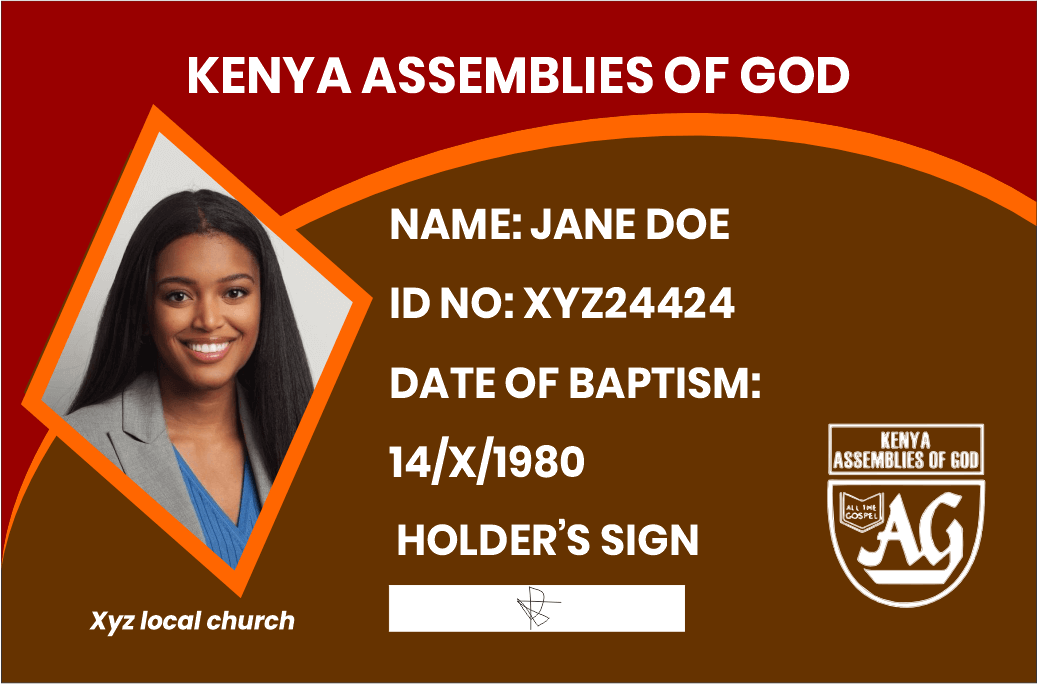 KENYA ASSEMBLIES OF GOD
NAME: JANE DOE
ID NO: XYZ24424
DATE OF BAPTISM:
14/X/1980
HOLDER’S SIGN
Xyz local church
KENYA
ASSEMBLIES OF GOD
ALL THE
GOSPEL
AG